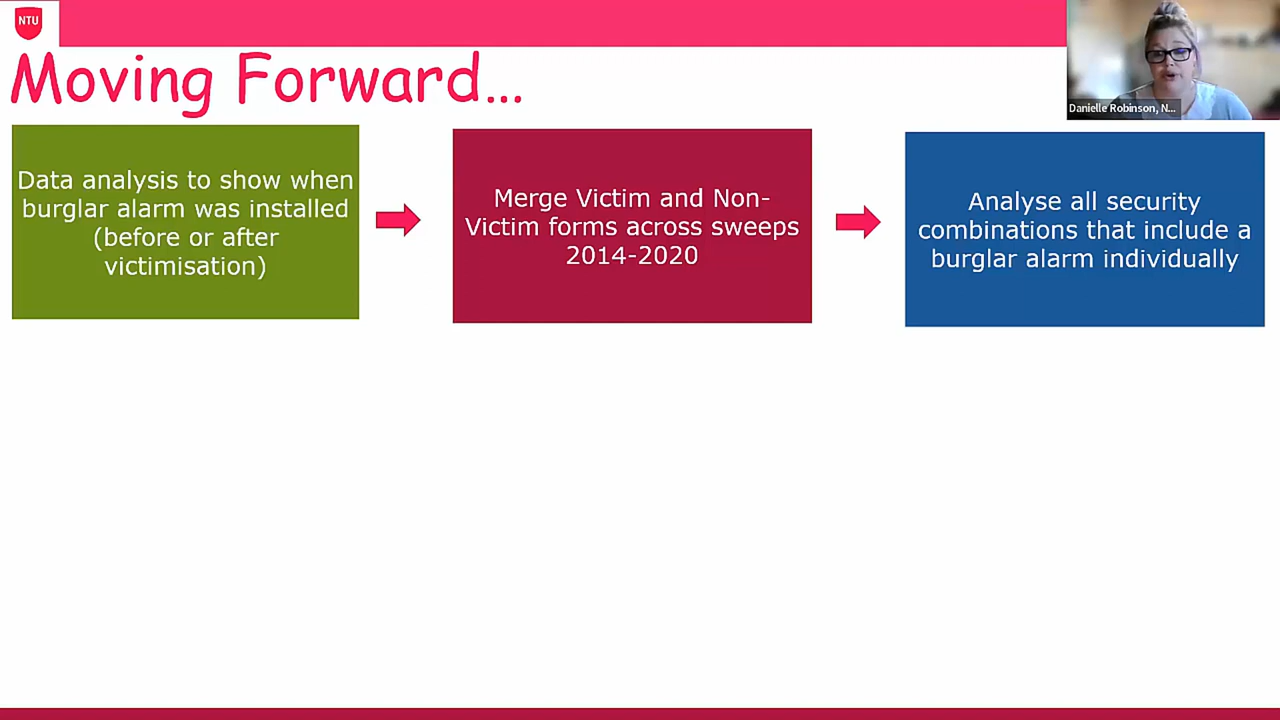 NTU
Moving Forward...
Danielle Robinson, N...
Data analysis to show when
burglar alarm was installed
(before or after
victimisation)
Merge Victim and Non-
Victim forms across sweeps
2014-2020
Analyse all security
combinations that include a
burglar alarm individually